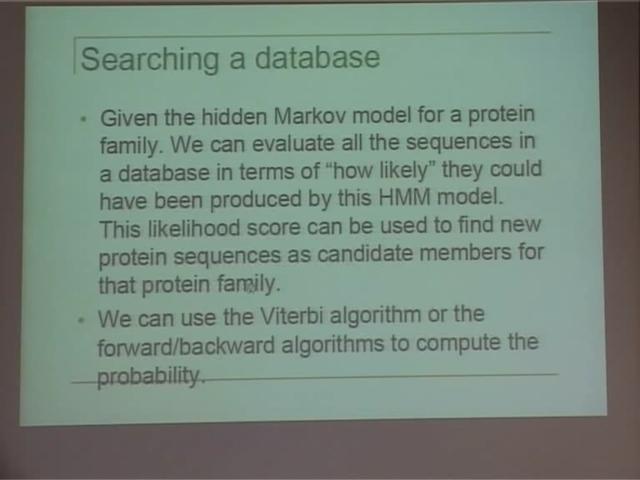 Searching a database
• Given the hidden Markov model for a protein
family. We can evaluate all the sequences in
a database in terms of “how likely” they could
have been produced by this HMM model.
This likelihood score can be used to find new
protein sequences as candidate members for
that protein family.
• We can use the Viterbi algorithm or the
forward/backward algorithms to compute the
probability.